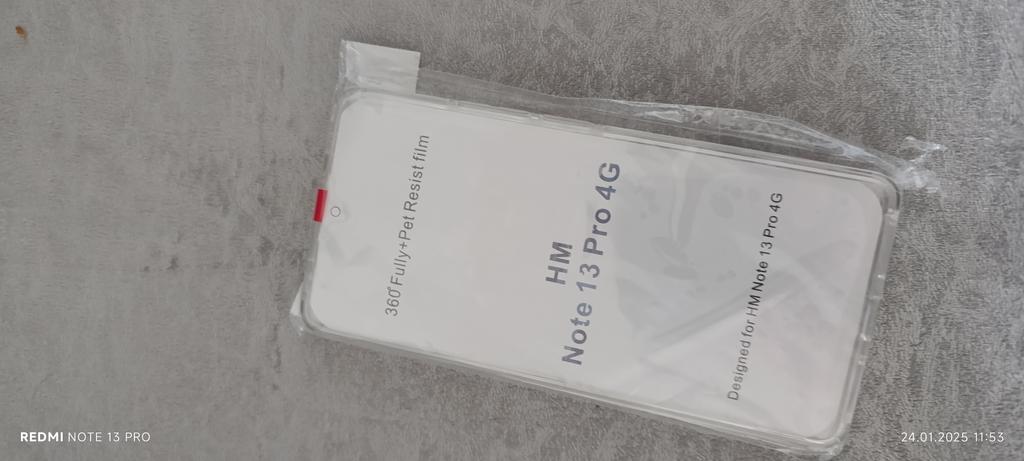 360°Fully+Pet Resist film
HM
Note 13 Pro 4G
Designed for HM Note 13 Pro 4G
REDMI NOTE 13 PRO
24.01.2025 11:53